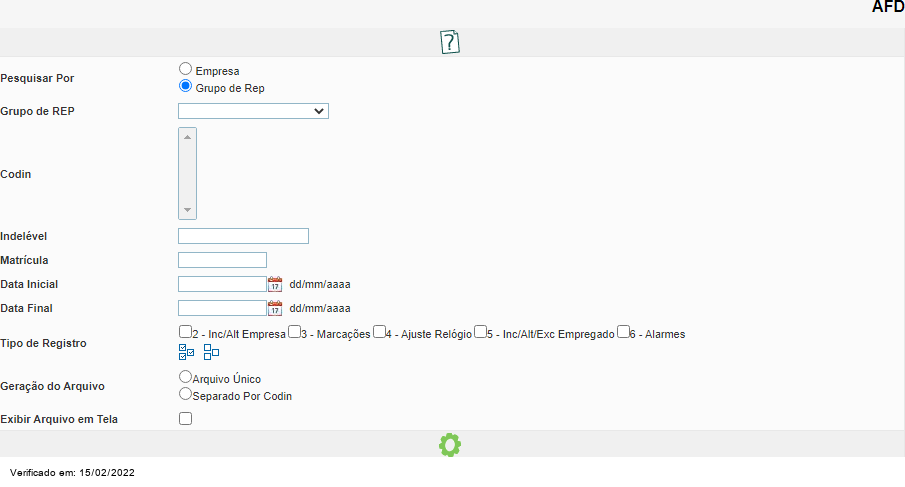 AFD
?
Pesquisar Por
Empresa
Grupo de Rep
Grupo de REP
Codin
Indelével
Matrícula
Data Inicial 17 dd/mm/aaaa
Data Final 17 dd/mm/aaaa
Tipo de Registro
2 - Inc/Alt Empresa 3 - Marcações 4 - Ajuste Relógio 5 - Inc/Alt/Exc Empregado 6 - Alarmes
Geração do Arquivo
Arquivo Único
Separado Por Codin
Exibir Arquivo em Tela
Verificado em: 15/02/2022